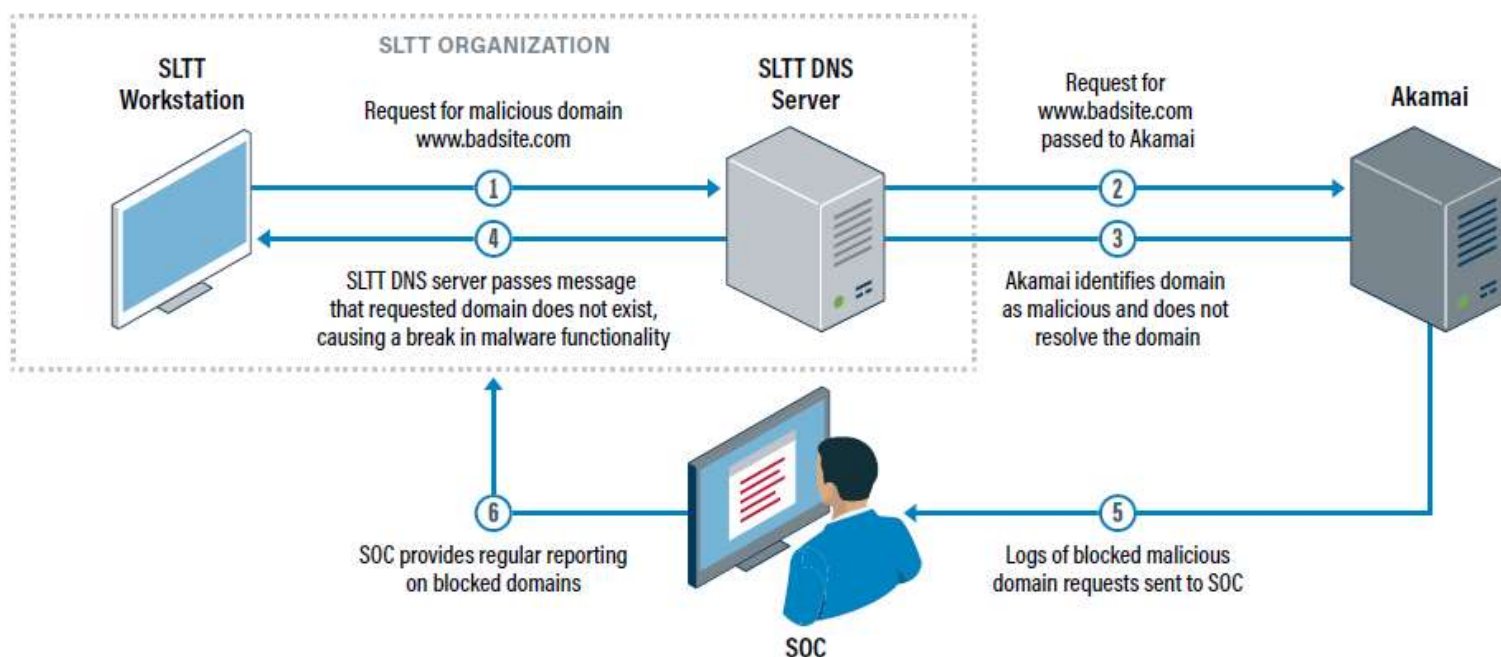 SLTT ORGANIZATION
SLTT
Workstation
Request for malicious domain
www.badsite.com
SLTT DNS
Server
Request for
www.badsite.com
passed to Akamai
Akamai
1
2
4
3
SLTT DNS server passes message
that requested domain does not exist,
causing a break in malware functionality
Akamai identifies domain
as malicious and does not
resolve the domain
6
5
SOC provides regular reporting
on blocked domains
Logs of blocked malicious
domain requests sent to SOC
SOC